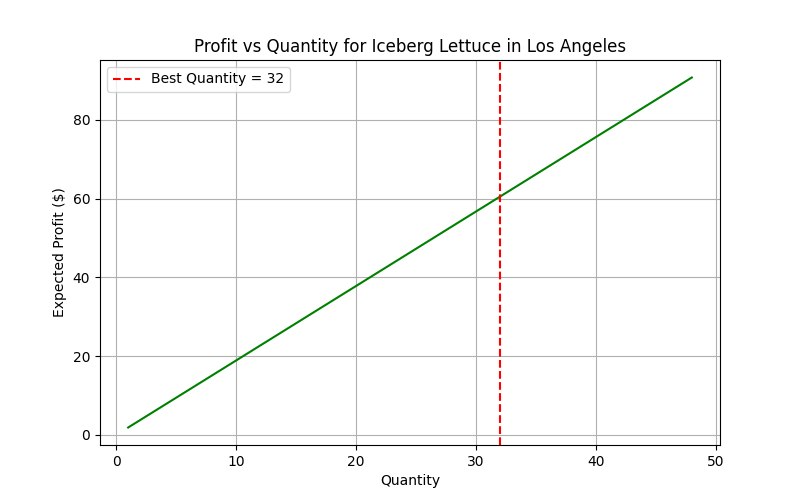 Profit vs Quantity for Iceberg Lettuce in Los Angeles
Best Quantity = 32
Expected Profit ($)
80
60
40
20
0
0 10 20 30 40 50
Quantity